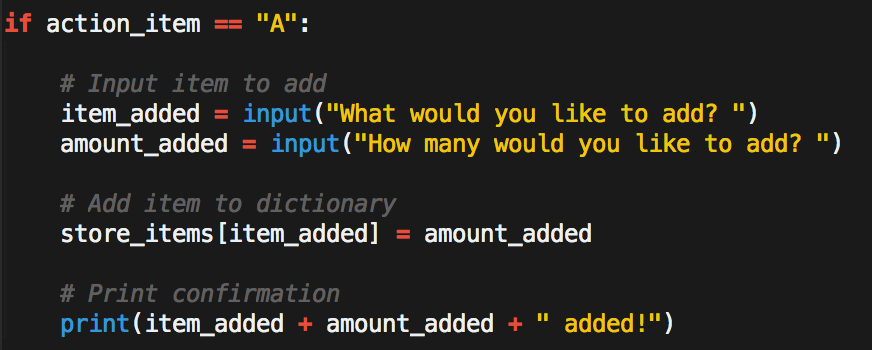 if action_item == "A":
# Input item to add
item_added = input("What would you like to add? ")
amount_added = input("How many would you like to add? ")
# Add item to dictionary
store_items[item_added] = amount_added
# Print confirmation
print(item_added + amount_added + " added!")